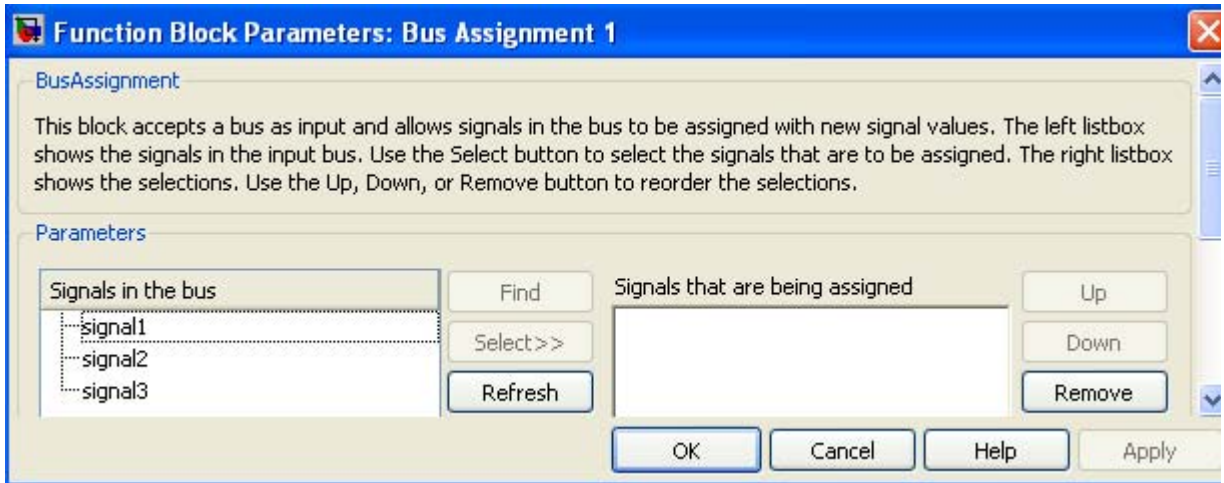 Function Block Parameters: Bus Assignment 1
BusAssignment
This block accepts a bus as input and allows signals in the bus to be assigned with new signal values. The left listbox
shows the signals in the input bus. Use the Select button to select the signals that are to be assigned. The right listbox
shows the selections. Use the Up, Down, or Remove button to reorder the selections.
Parameters
Signals in the bus
signal1
signal2
signal3
Find
Select>>
Refresh
Signals that are being assigned
Up
Down
Remove
OK Cancel Help Apply